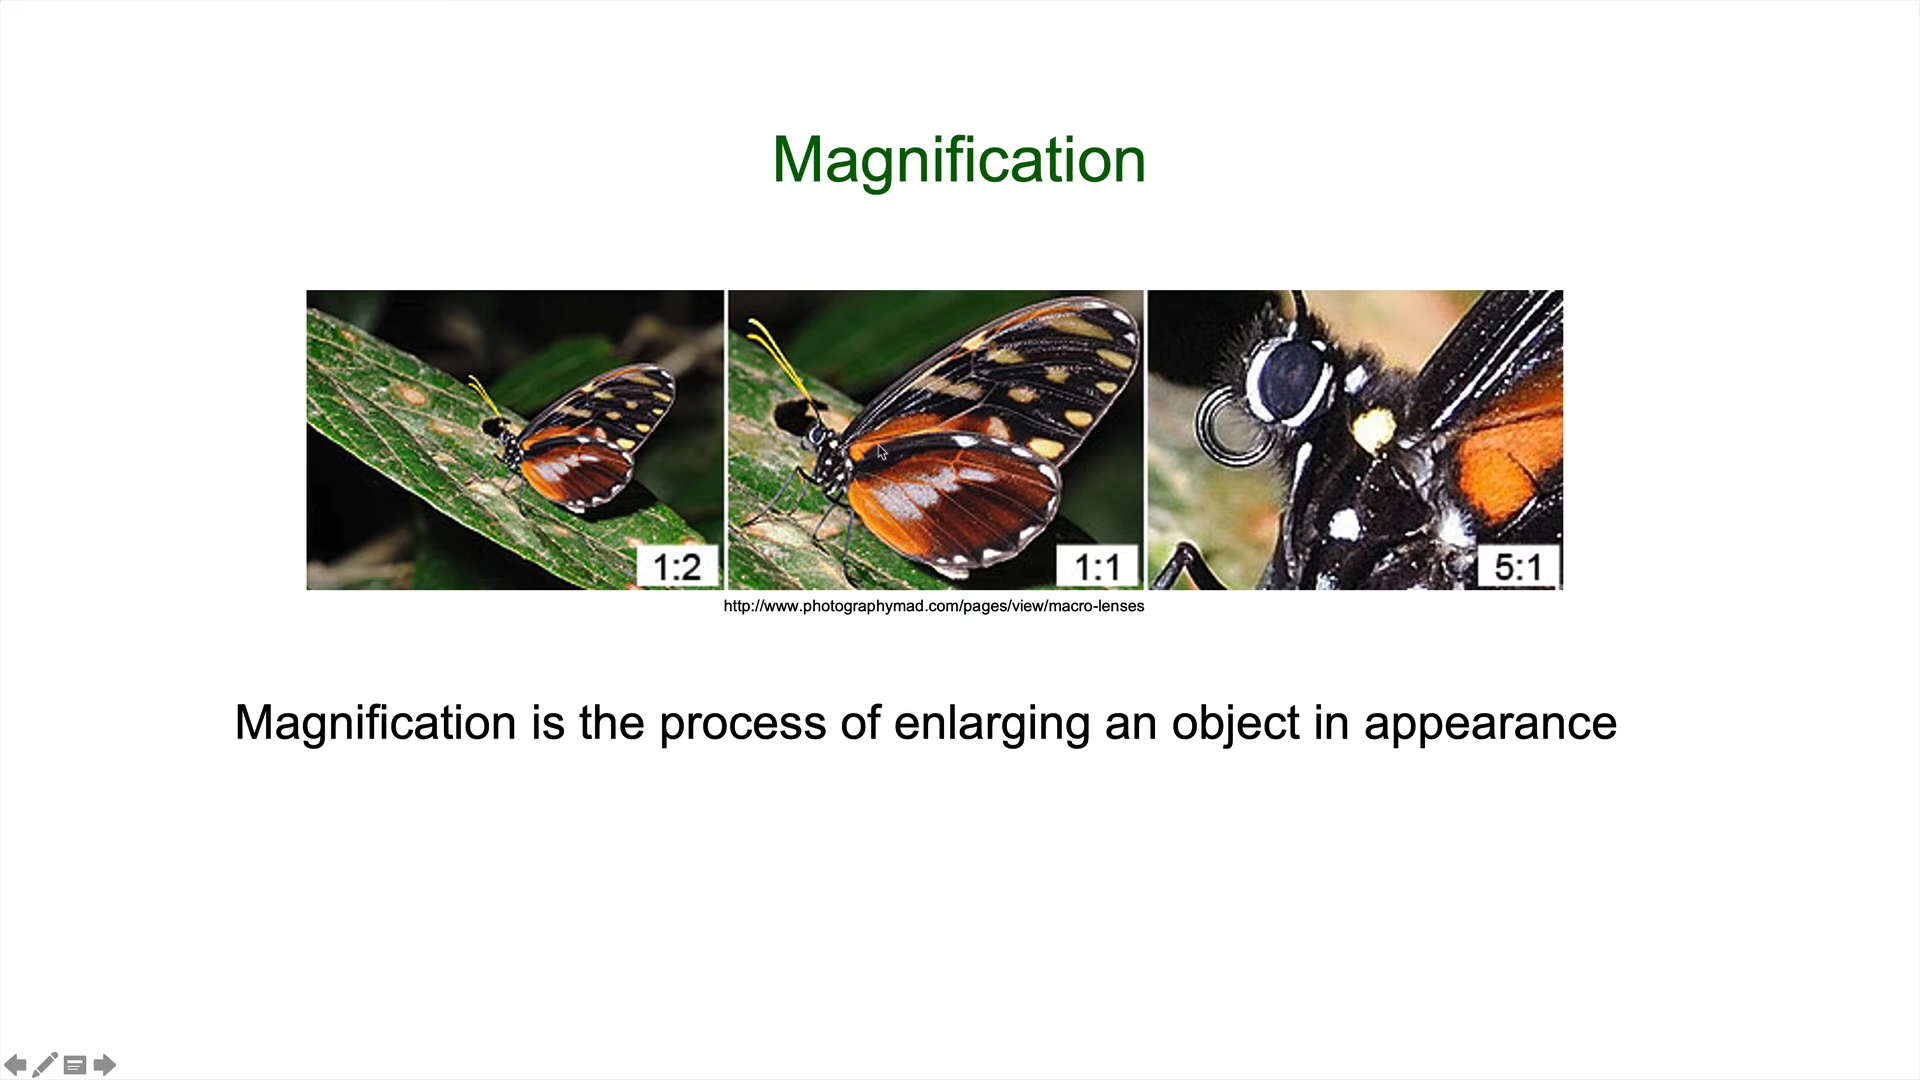 Magnification
1:2
1:1
5:1
http://www.photographymad.com/pages/view/macro-lenses
Magnification is the process of enlarging an object in appearance